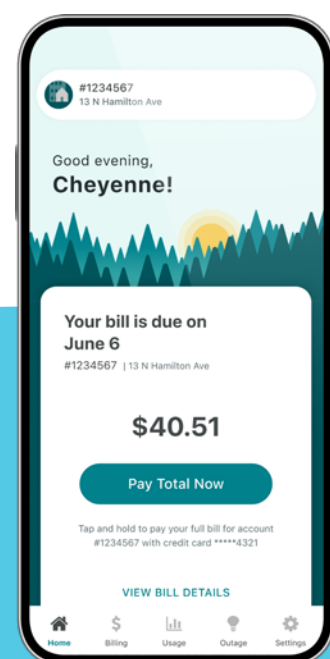 #1234567
13 N Hamilton Ave
Good evening,
Cheyenne!
Your bill is due on
June 6
#1234567 | 13 N Hamilton Ave
$40.51
Pay Total Now
Tap and hold to pay your full bill for account
#1234567 with credit card *****4321
VIEW BILL DETAILS
Home Billing Usage Outage Settings